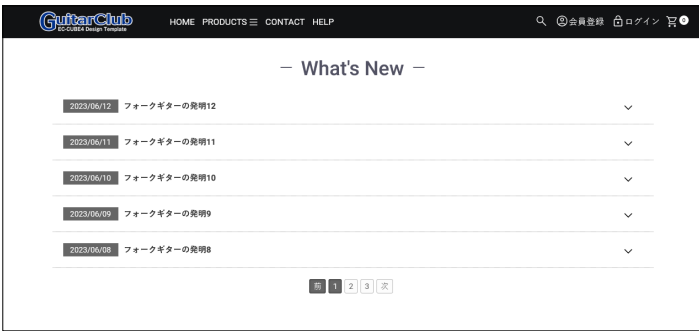 GuitarClub
EC-CUBE4 Design Template
HOME PRODUCTS CONTACT HELP
会員登録 ログイン 0
What's New
2023/06/12 フォークギターの発明12
2023/06/11 フォークギターの発明11
2023/06/10 フォークギターの発明10
2023/06/09 フォークギターの発明9
2023/06/08 フォークギターの発明8
前 1 2 3 次